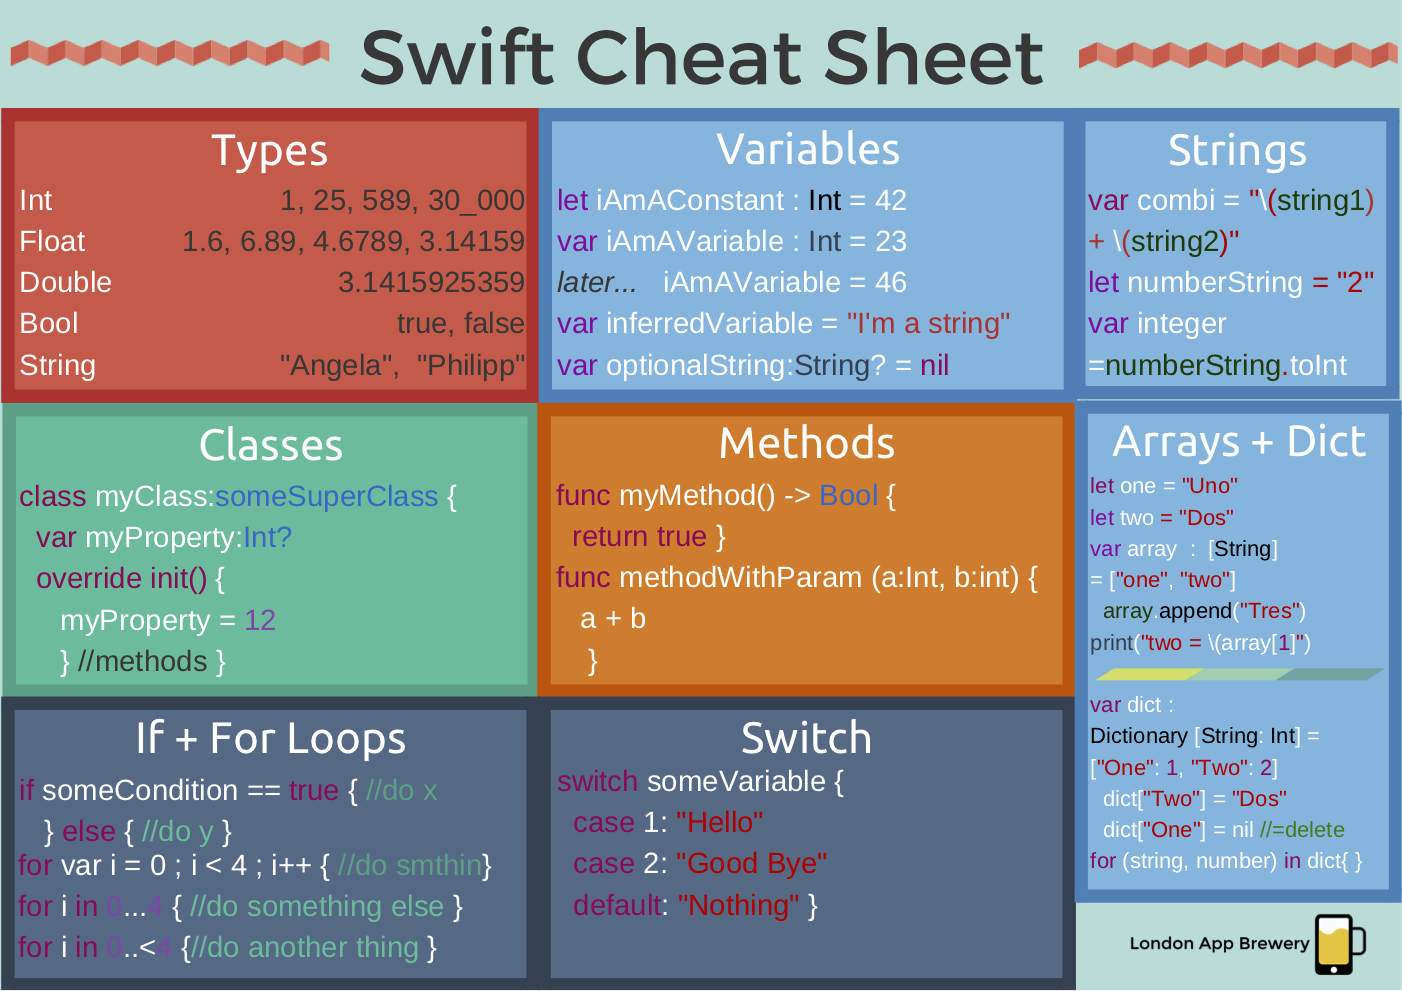 Swift Cheat Sheet
Types
Int 1, 25, 589, 30_000
Float 1.6, 6.89, 4.6789, 3.14159
Double 3.1415925359
Bool true, false
String "Angela", "Philipp"
Variables
let iAmAConstant : Int = 42
var iAmAVariable : Int = 23
later... iAmAVariable = 46
var inferredVariable = "I'm a string"
var optionalString:String? = nil
Strings
var combi = "\(string1)
+ \(string2)"
let numberString = "2"
var integer
=numberString.toInt
Classes
class myClass:someSuperClass {
var myProperty:Int?
override init() {
myProperty = 12
} //methods }
Methods
func myMethod() -> Bool {
return true }
func methodWithParam (a:Int, b:int) {
a + b
}
Arrays + Dict
let one = "Uno"
let two = "Dos"
var array : [String]
= ["one", "two"]
array.append("Tres")
print("two = \(array[1]")
var dict :
Dictionary [String: Int] =
["One": 1, "Two": 2]
dict["Two"] = "Dos"
dict["One"] = nil //=delete
for (string, number) in dict{ }
If + For Loops
if someCondition == true { //do x
} else { //do y }
for var i = 0 ; i < 4 ; i++ { //do smthin}
for i in 0...4 { //do something else }
for i in 0..<4 {//do another thing }
Switch
switch someVariable {
case 1: "Hello"
case 2: "Good Bye"
default: "Nothing" }
London App Brewery